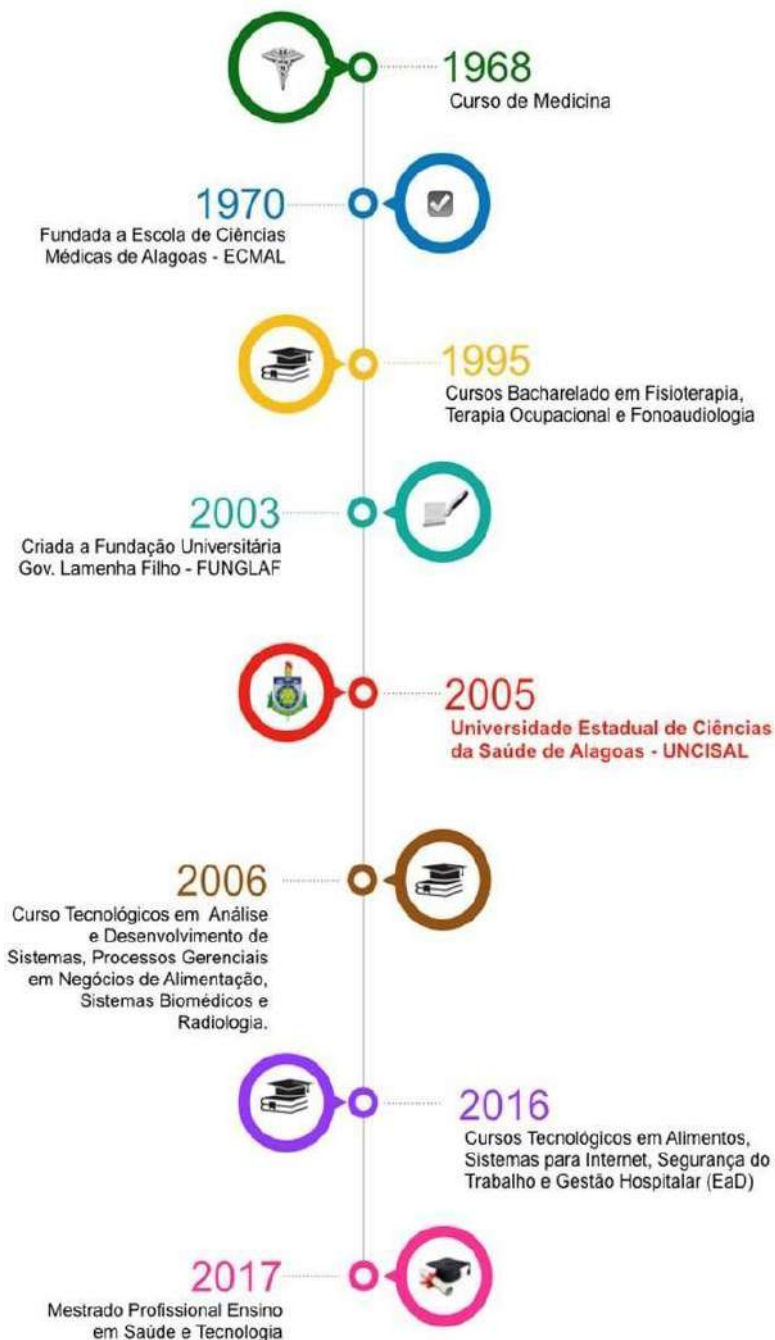 1968
Curso de Medicina
1970
Fundada a Escola de Ciências
Médicas de Alagoas - ECMAL
1995
Cursos Bacharelado em Fisioterapia,
Terapia Ocupacional e Fonoaudiologia
2003
Criada a Fundação Universitária
Gov. Lamenha Filho - FUNGLAF
2005
Universidade Estadual de Ciências
da Saúde de Alagoas - UNCISAL
2006
Curso Tecnológicos em Análise
e Desenvolvimento de
Sistemas, Processos Gerenciais
em Negócios de Alimentação,
Sistemas Biomédicos e
Radiologia.
2016
Cursos Tecnológicos em Alimentos,
Sistemas para Internet, Segurança do
Trabalho e Gestão Hospitalar (EaD)
2017
Mestrado Profissional Ensino
em Saúde e Tecnologia